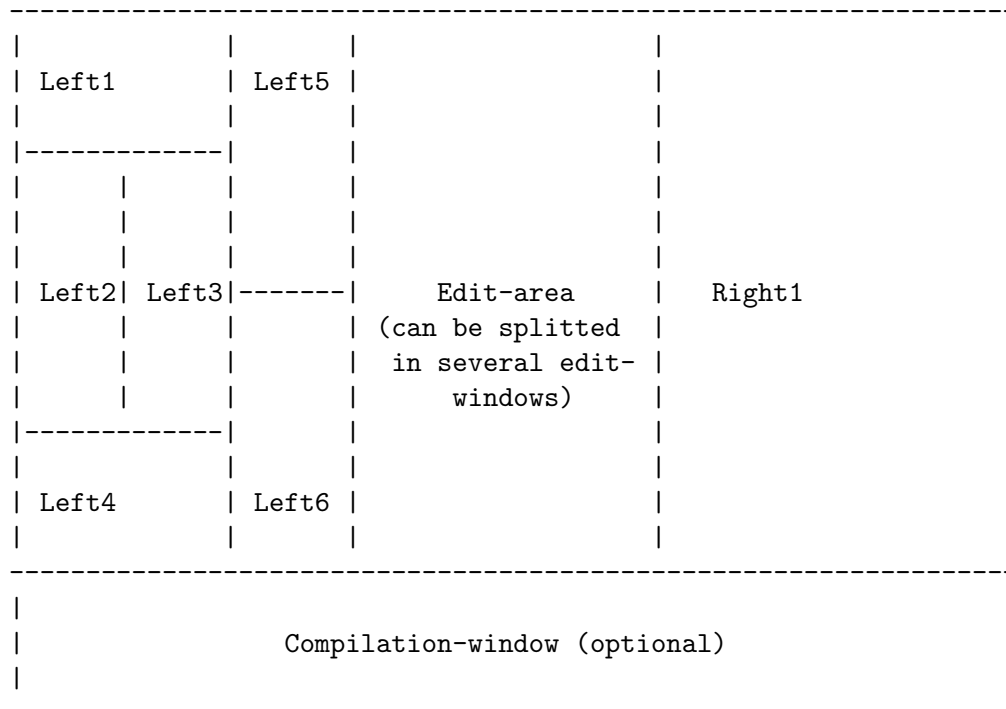 Left1 Left5
Left2 Left3 Edit-area Right1
(can be splitted
in several edit-
windows)
Left4 Left6
Compilation-window (optional)